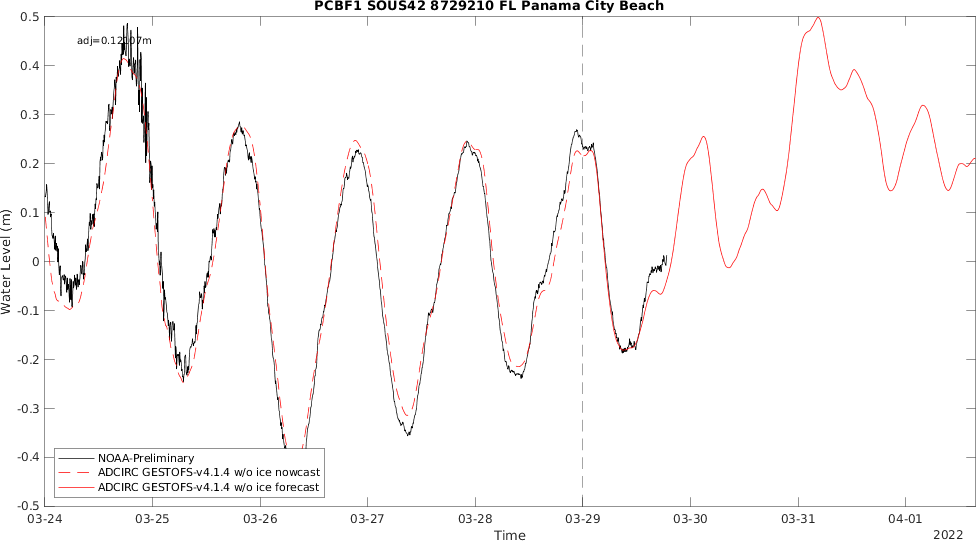 PCBF1 SOUS42 8729210 FL Panama City Beach
adj=0.12107m
Water Level (m)
0.5
0.4
0.3
0.2
0.1
0
-0.1
-0.2
-0.3
-0.4
-0.5
NOAA-Preliminary
ADCIRC GESTOFS-v4.1.4 w/o ice nowcast
ADCIRC GESTOFS-v4.1.4 w/o ice forecast
03-24 03-25 03-26 03-27 03-28 03-29 03-30 03-31 04-01
Time
2022